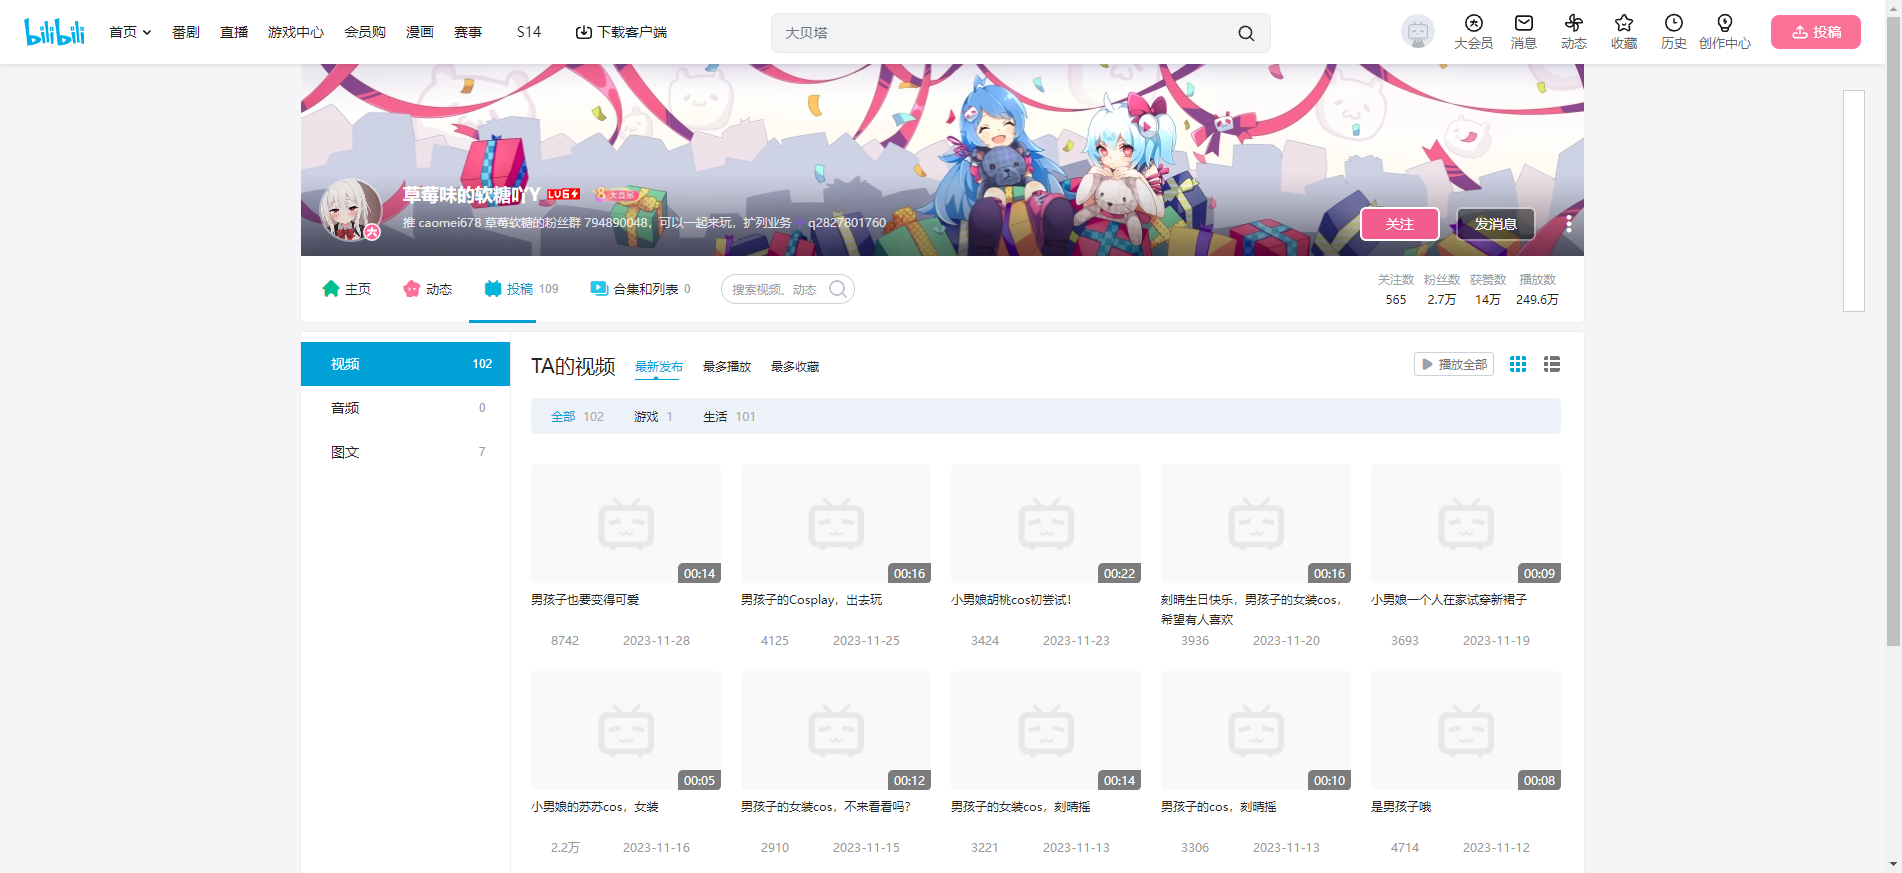 bilibili 首页 番剧 直播 游戏中心 会员购 漫画 赛事 S14 下载客户端 大贝塔 大会员 消息 动态 收藏 历史 创作中心 投稿
草莓味的软糖吖Y LV6 大会员
推 caomei678 草莓软糖的粉丝群 794890048，可以一起来玩，扩列业务 q2827801760
大
关注 发消息
主页 动态 投稿 109 合集和列表 0 搜索视频、动态
关注数 粉丝数 获赞数 播放数
565 2.7万 14万 249.6万
视频 102
音频 0
图文 7
TA的视频 最新发布 最多播放 最多收藏 播放全部
全部 102 游戏 1 生活 101
00:14 00:16 00:22 00:16 00:09
男孩子也要变得可爱
8742 2023-11-28
男孩子的Cosplay，出去玩
4125 2023-11-25
小男娘胡桃cos初尝试！
3424 2023-11-23
刻晴生日快乐，男孩子的女装cos，
希望有人喜欢
3936 2023-11-20
小男娘一个人在家试穿新裙子
3693 2023-11-19
00:05 00:12 00:14 00:10 00:08
小男娘的苏苏cos，女装
2.2万 2023-11-16
男孩子的女装cos，不来看看吗？
2910 2023-11-15
男孩子的女装cos，刻晴摇
3221 2023-11-13
男孩子的cos，刻晴摇
3306 2023-11-13
是男孩子哦
4714 2023-11-12